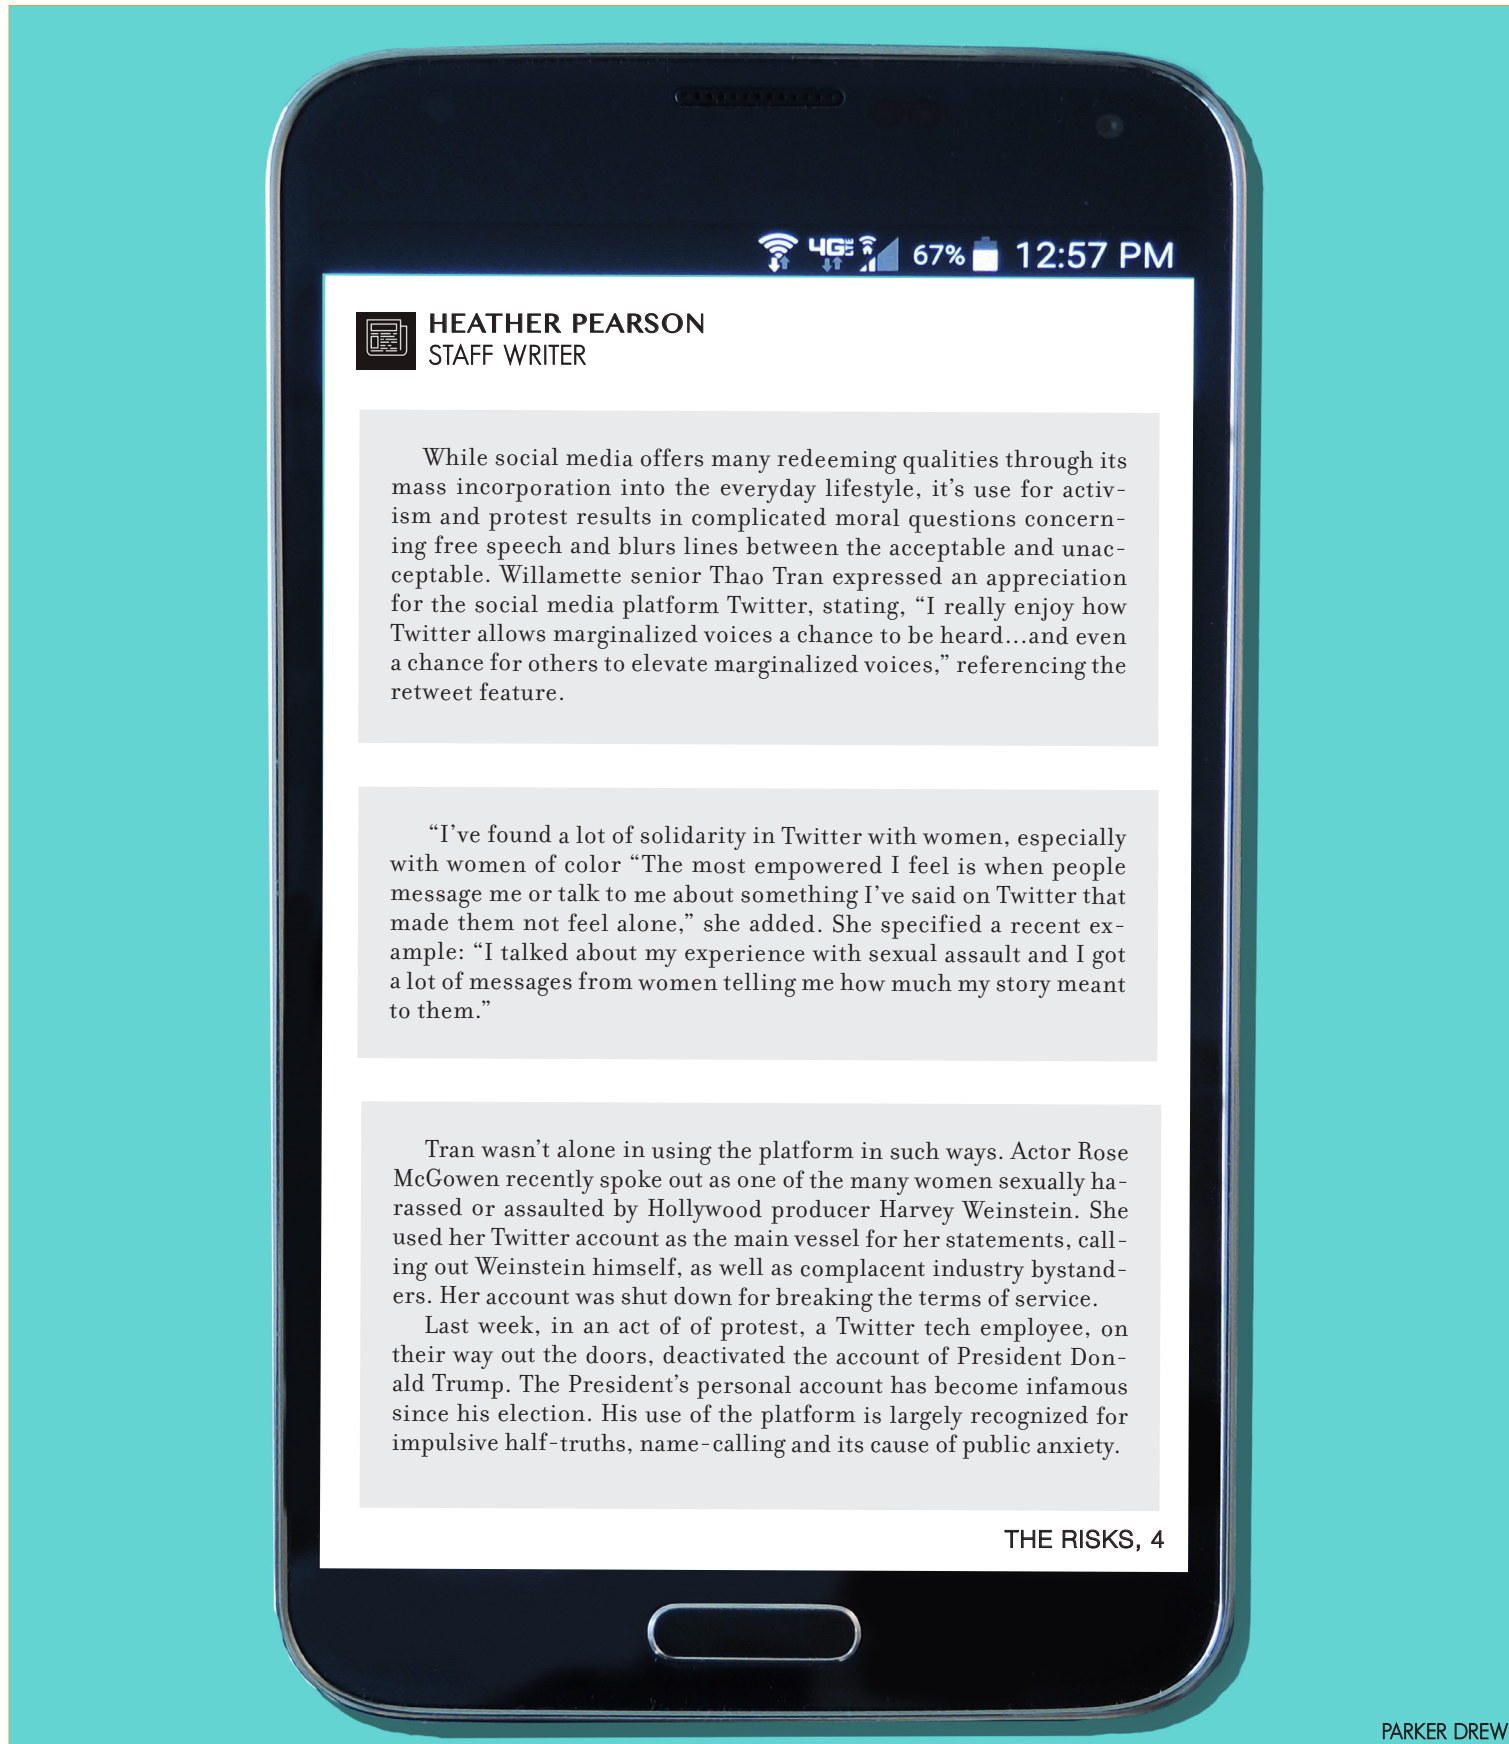 4G LTE 67% 12:57 PM
HEATHER PEARSON
STAFF WRITER
While social media offers many redeeming qualities through its
mass incorporation into the everyday lifestyle, it’s use for activ-
ism and protest results in complicated moral questions concern-
ing free speech and blurs lines between the acceptable and unac-
ceptable. Willamette senior Thao Tran expressed an appreciation
for the social media platform Twitter, stating, “I really enjoy how
Twitter allows marginalized voices a chance to be heard...and even
a chance for others to elevate marginalized voices,” referencing the
retweet feature.
“I’ve found a lot of solidarity in Twitter with women, especially
with women of color “The most empowered I feel is when people
message me or talk to me about something I’ve said on Twitter that
made them not feel alone,” she added. She specified a recent ex-
ample: “I talked about my experience with sexual assault and I got
a lot of messages from women telling me how much my story meant
to them.”
Tran wasn’t alone in using the platform in such ways. Actor Rose
McGowen recently spoke out as one of the many women sexually ha-
rassed or assaulted by Hollywood producer Harvey Weinstein. She
used her Twitter account as the main vessel for her statements, call-
ing out Weinstein himself, as well as complacent industry bystand-
ers. Her account was shut down for breaking the terms of service.
Last week, in an act of of protest, a Twitter tech employee, on
their way out the doors, deactivated the account of President Don-
ald Trump. The President’s personal account has become infamous
since his election. His use of the platform is largely recognized for
impulsive half-truths, name-calling and its cause of public anxiety.
THE RISKS, 4
PARKER DREW